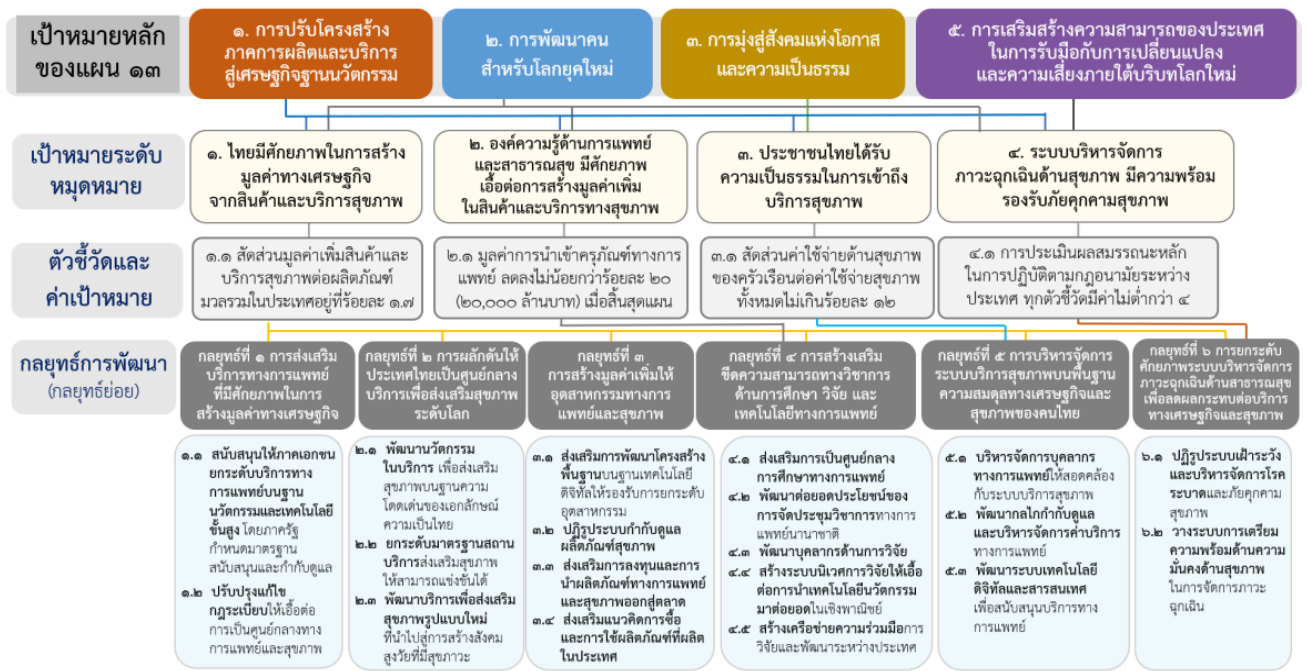 เป้าหมายหลัก
ของแผน ๑๓
๑. การปรับโครงสร้าง
ภาคการผลิตและบริการ
สู่เศรษฐกิจฐานนวัตกรรม
๒. การพัฒนาคน
สำหรับโลกยุคใหม่
๓. การมุ่งสู่สังคมแห่งโอกาส
และความเป็นธรรม
๕. การเสริมสร้างความสามารถของประเทศ
ในการรับมือกับการเปลี่ยนแปลง
และความเสี่ยงภายใต้บริบทโลกใหม่
เป้าหมายระดับ
หมุดหมาย
๑. ไทยมีศักยภาพในการสร้าง
มูลค่าทางเศรษฐกิจ
จากสินค้าและบริการสุขภาพ
๒. องค์ความรู้ด้านการแพทย์
และสาธารณสุข มีศักยภาพ
เอื้อต่อการสร้างมูลค่าเพิ่ม
ในสินค้าและบริการทางสุขภาพ
๓. ประชาชนไทยได้รับ
ความเป็นธรรมในการเข้าถึง
บริการสุขภาพ
๔. ระบบบริหารจัดการ
ภาวะฉุกเฉินด้านสุขภาพ มีความพร้อม
รองรับภัยคุกคามสุขภาพ
ตัวชี้วัดและ
ค่าเป้าหมาย
๑.๑ สัดส่วนมูลค่าเพิ่มสินค้าและ
บริการสุขภาพต่อผลิตภัณฑ์
มวลรวมในประเทศอยู่ที่ร้อยละ ๑.๗
๒.๑ มูลค่าการนำเข้าครุภัณฑ์ทางการ
แพทย์ ลดลงไม่น้อยกว่าร้อยละ ๒๐
(๒๐,๐๐๐ ล้านบาท) เมื่อสิ้นสุดแผน
๓.๑ สัดส่วนค่าใช้จ่ายด้านสุขภาพ
ของครัวเรือนต่อค่าใช้จ่ายสุขภาพ
ทั้งหมดไม่เกินร้อยละ ๑๒
๔.๑ การประเมินผลสมรรถนะหลัก
ในการปฏิบัติตามกฎอนามัยระหว่าง
ประเทศ ทุกตัวชี้วัดมีค่าไม่ต่ำกว่า ๔
กลยุทธ์การพัฒนา
(กลยุทธ์ย่อย)
กลยุทธ์ที่ ๑ การส่งเสริม
บริการทางการแพทย์
ที่มีศักยภาพในการ
สร้างมูลค่าทางเศรษฐกิจ
กลยุทธ์ที่ ๒ การผลักดันให้
ประเทศไทยเป็นศูนย์กลาง
บริการเพื่อส่งเสริมสุขภาพ
ระดับโลก
กลยุทธ์ที่ ๓
การสร้างมูลค่าเพิ่มให้
อุตสาหกรรมทางการ
แพทย์และสุขภาพ
กลยุทธ์ที่ ๔ การสร้างเสริม
ขีดความสามารถทางวิชาการ
ด้านการศึกษา วิจัย และ
เทคโนโลยีทางการแพทย์
กลยุทธ์ที่ ๕ การบริหารจัดการ
ระบบบริการสุขภาพบนพื้นฐาน
ความสมดุลทางเศรษฐกิจและ
สุขภาพของคนไทย
กลยุทธ์ที่ ๖ การยกระดับ
ศักยภาพระบบบริหารจัดการ
ภาวะฉุกเฉินด้านสาธารณสุข
เพื่อลดผลกระทบต่อบริการ
ทางเศรษฐกิจและสุขภาพ
๑.๑ สนับสนุนให้ภาคเอกชน
ยกระดับบริการทาง
การแพทย์บนฐาน
นวัตกรรมและเทคโนโลยี
ขั้นสูง โดยภาครัฐ
กำหนดมาตรฐาน
สนับสนุนและกำกับดูแล
๑.๒ ปรับปรุงแก้ไข
กฎระเบียบให้เอื้อต่อ
การเป็นศูนย์กลางทาง
การแพทย์และสุขภาพ
๒.๑ พัฒนานวัตกรรม
ในบริการ เพื่อส่งเสริม
สุขภาพบนฐานความ
โดดเด่นของเอกลักษณ์
ความเป็นไทย
๒.๒ ยกระดับมาตรฐานสถาน
บริการส่งเสริมสุขภาพ
ให้สามารถแข่งขันได้
๒.๓ พัฒนาบริการเพื่อส่งเสริม
สุขภาพรูปแบบใหม่
ที่นำไปสู่การสร้างสังคม
สูงวัยที่มีสุขภาวะ
๓.๑ ส่งเสริมการพัฒนาโครงสร้าง
พื้นฐานบนฐานเทคโนโลยี
ดิจิทัลให้รองรับการยกระดับ
อุตสาหกรรม
๓.๒ ปฏิรูประบบกำกับดูแล
ผลิตภัณฑ์สุขภาพ
๓.๓ ส่งเสริมการลงทุนและการ
นำผลิตภัณฑ์ทางการแพทย์
และสุขภาพออกสู่ตลาด
๓.๔ ส่งเสริมแนวคิดการซื้อ
และการใช้ผลิตภัณฑ์ที่ผลิต
ในประเทศ
๔.๑ ส่งเสริมการเป็นศูนย์กลาง
การศึกษาทางการแพทย์
๔.๒ พัฒนาต่อยอดประโยชน์ของ
การจัดประชุมวิชาการทางการ
แพทย์นานาชาติ
๔.๓ พัฒนาบุคลากรด้านการวิจัย
๔.๔ สร้างระบบนิเวศการวิจัยให้เอื้อ
ต่อการนำเทคโนโลยีนวัตกรรม
มาต่อยอดในเชิงพาณิชย์
๔.๕ สร้างเครือข่ายความร่วมมือการ
วิจัยและพัฒนาระหว่างประเทศ
๕.๑ บริหารจัดการบุคลากร
ทางการแพทย์ให้สอดคล้อง
กับระบบบริการสุขภาพ
๕.๒ พัฒนากลไกกำกับดูแล
และบริหารจัดการค่าบริการ
ทางการแพทย์
๕.๓ พัฒนาระบบเทคโนโลยี
ดิจิทัลและสารสนเทศ
เพื่อสนับสนุนบริการทาง
การแพทย์
๖.๑ ปฏิรูประบบเฝ้าระวัง
และบริหารจัดการโรค
ระบาดและภัยคุกคาม
สุขภาพ
๖.๒ วางระบบการเตรียม
ความพร้อมด้านความ
มั่นคงด้านสุขภาพ
ในการจัดการภาวะ
ฉุกเฉิน